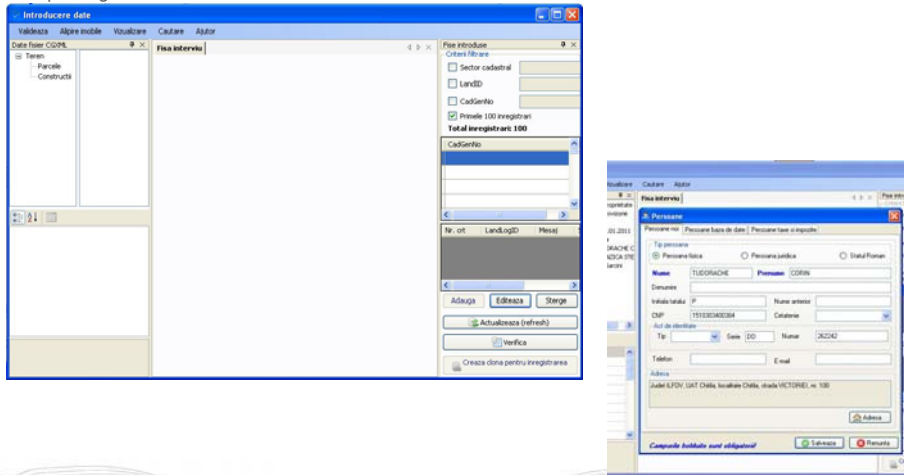 Introducere date
Valideaza Alipire imobile Vizualizare Cautare Ajutor
Date fisier CGXML
Teren
Parcele
Constructii
Fisa interviu
Fise introduse
Criterii filtrare
Sector cadastral
LandID
CadGenNo
Primele 100 inregistrari
Total inregistrari: 100
CadGenNo
Nr. crt LandLogID Mesaj
Adauga Editeaza Sterge
Actualizeaza (refresh)
Verifica
Creaza clona pentru inregistrarea
Vizualizare Cautare Ajutor
Fisa interviu
Persoane
Persoane noi Persoane baza de date Persoane taxe si impozite
Tip persoana
Persoana fizica Persoana juridica Statul Roman
Nume TUDORACHE Prenume CORIN
Denumire
Initiala tatalui P Nume anterior
CNP 1510303400384 Cetatenie
Act de identitate
Tip Serie DD Numar 262242
Telefon E-mail
Adresa
Judet ILFOV, UAT Chitila, localitate Chitila, strada VICTORIEI, nr. 100
Adresa
Campurile bolduite sunt obligatorii!
Salveaza Renunta